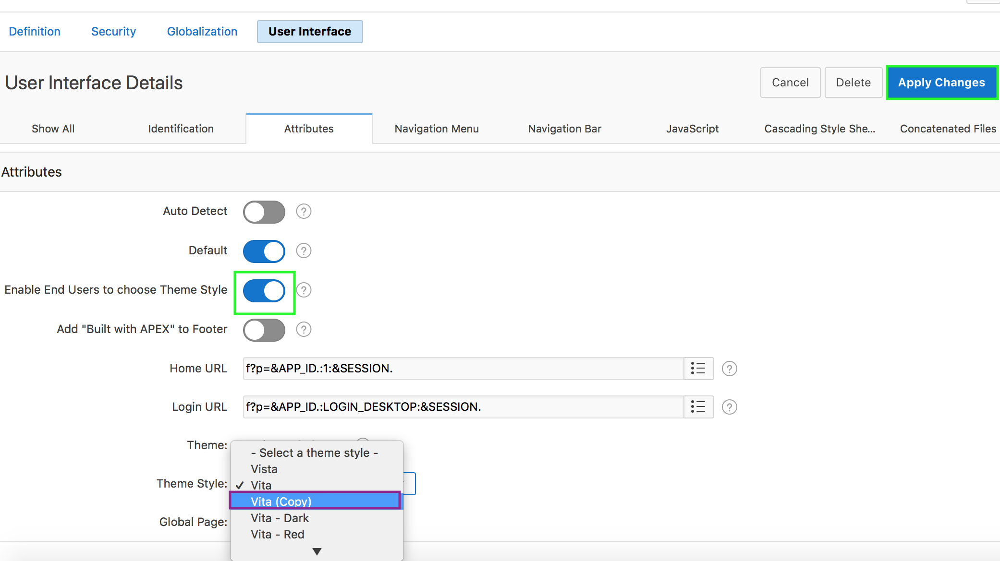 Definition Security Globalization User Interface
User Interface Details
Cancel Delete Apply Changes
Show All Identification Attributes Navigation Menu Navigation Bar JavaScript Cascading Style She... Concatenated Files
Attributes
Auto Detect ?
Default ?
Enable End Users to choose Theme Style ?
Add "Built with APEX" to Footer ?
Home URL f?p=&APP_ID.:1:&SESSION. ?
Login URL f?p=&APP_ID.:LOGIN_DESKTOP:&SESSION. ?
Theme:
- Select a theme style -
Vista
Theme Style: ✓ Vita
Vita (Copy)
Vita - Dark
Global Page:
Vita - Red